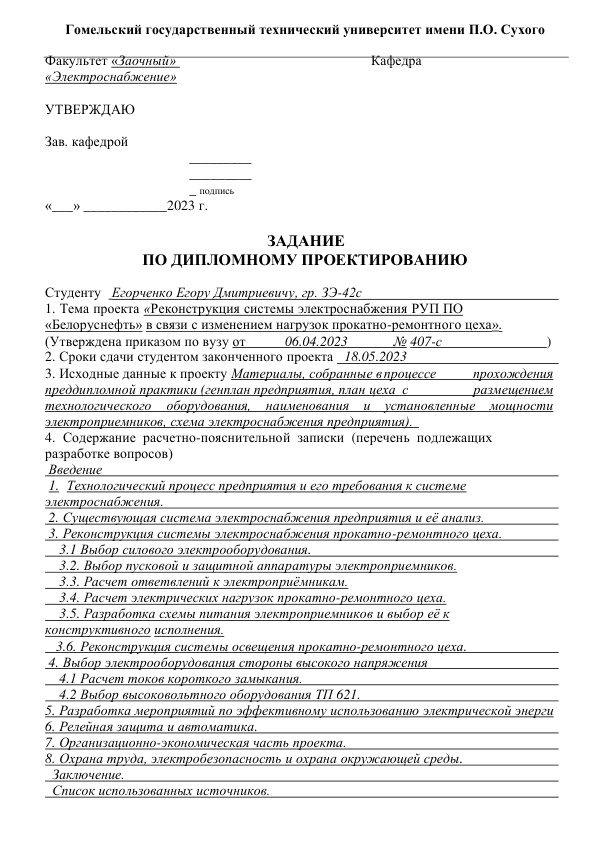 Гомельский государственный технический университет имени П.О. Сухого
Факультет «Заочный» Кафедра
«Электроснабжение»
УТВЕРЖДАЮ
Зав. кафедрой
_________
_________
_ подпись
«___» ____________2023 г.
ЗАДАНИЕ
ПО ДИПЛОМНОМУ ПРОЕКТИРОВАНИЮ
Студенту Егорченко Егору Дмитриевичу, гр. ЗЭ-42с
1. Тема проекта «Реконструкция системы электроснабжения РУП ПО
«Белоруснефть» в связи с изменением нагрузок прокатно-ремонтного цеха».
(Утверждена приказом по вузу от 06.04.2023 № 407-с )
2. Сроки сдачи студентом законченного проекта 18.05.2023
3. Исходные данные к проекту Материалы, собранные в процессе прохождения
преддипломной практики (генплан предприятия, план цеха с размещением
технологического оборудования, наименования и установленные мощности
электроприемников, схема электроснабжения предприятия).
4. Содержание расчетно-пояснительной записки (перечень подлежащих
разработке вопросов)
Введение
1. Технологический процесс предприятия и его требования к системе
электроснабжения.
2. Существующая система электроснабжения предприятия и её анализ.
3. Реконструкция системы электроснабжения прокатно-ремонтного цеха.
3.1 Выбор силового электрооборудования.
3.2. Выбор пусковой и защитной аппаратуры электроприемников.
3.3. Расчет ответвлений к электроприёмникам.
3.4. Расчет электрических нагрузок прокатно-ремонтного цеха.
3.5. Разработка схемы питания электроприемников и выбор её к
конструктивного исполнения.
3.6. Реконструкция системы освещения прокатно-ремонтного цеха.
4. Выбор электрооборудования стороны высокого напряжения
4.1 Расчет токов короткого замыкания.
4.2 Выбор высоковольтного оборудования ТП 621.
5. Разработка мероприятий по эффективному использованию электрической энерги
6. Релейная защита и автоматика.
7. Организационно-экономическая часть проекта.
8. Охрана труда, электробезопасность и охрана окружающей среды.
Заключение.
Список использованных источников.